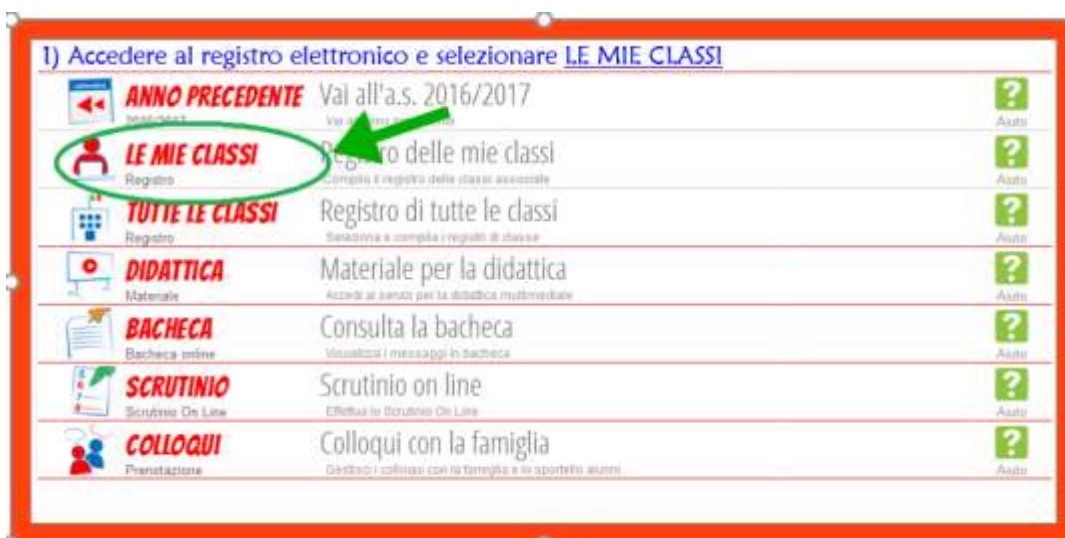 1) Accedere al registro elettronico e selezionare LE MIE CLASSI
ANNO PRECEDENTE Vai all'a.s. 2016/2017
Aiuto
LE MIE CLASSI Registro delle mie classi
Registro Compila il registro delle classi associate Aiuto
TUTTE LE CLASSI Registro di tutte le classi
Registro Seleziona e compila i registri di classe Aiuto
DIDATTICA Materiale per la didattica
Materiale Accedi ai servizi per la didattica multimediale Aiuto
BACHECA Consulta la bacheca
Bacheca online Visualizza i messaggi in bacheca Aiuto
SCRUTINIO Scrutinio on line
Scrutinio On Line Effettua lo Scrutinio On Line Aiuto
COLLOQUI Colloqui con la famiglia
Prenotazione Gestisci i colloqui con la famiglia e lo sportello alunni Aiuto